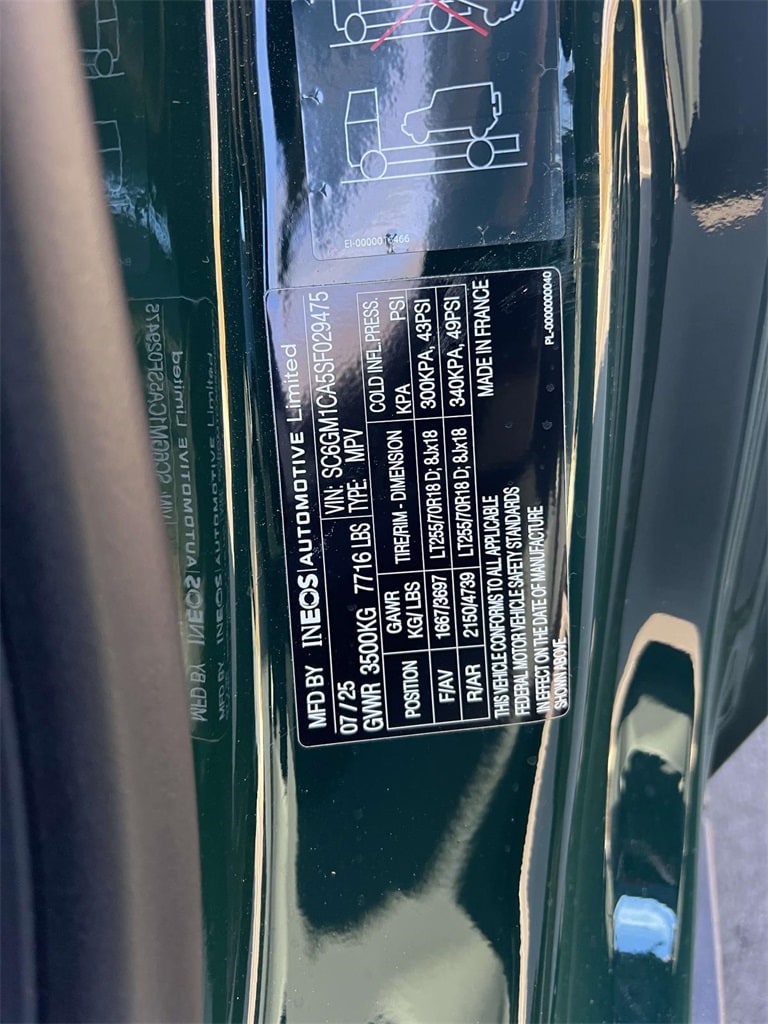 EI-0000016466
MFD BY INEOS AUTOMOTIVE Limited
07/25 VIN: SC6GM1CA5SF029475
GVWR 3500KG 7716 LBS TYPE: MPV
POSITION GAWR KG/LBS TIRE/RIM - DIMENSION COLD INFL.PRESS. KPA PSI
F/AV 1667/3697 LT255/70R18 D; 8Jx18 300KPA, 43PSI
R/AR 2150/4739 LT255/70R18 D; 8Jx18 340KPA, 49PSI
THIS VEHICLE CONFORMS TO ALL APPLICABLE MADE IN FRANCE
FEDERAL MOTOR VEHICLE SAFETY STANDARDS
IN EFFECT ON THE DATE OF MANUFACTURE
SHOWN ABOVE
PL-0000000040